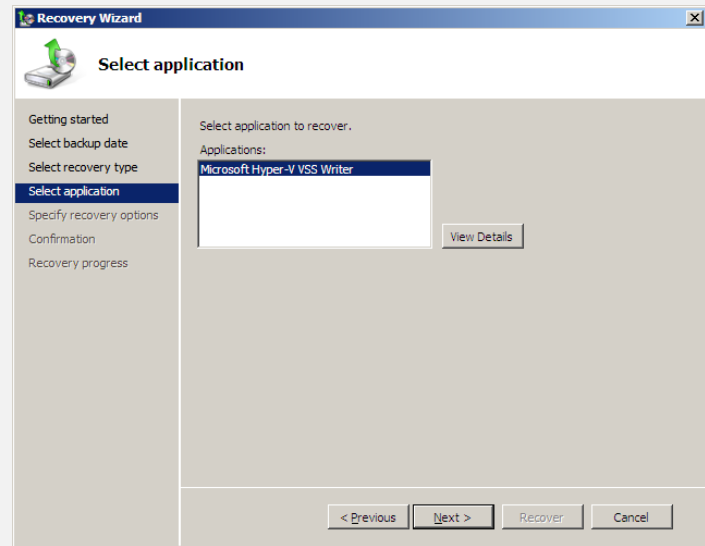 Recovery Wizard
Select application
Getting started
Select backup date
Select recovery type
Select application
Specify recovery options
Confirmation
Recovery progress
Select application to recover.
Applications:
Microsoft Hyper-V VSS Writer
View Details
< Previous
Next >
Recover
Cancel